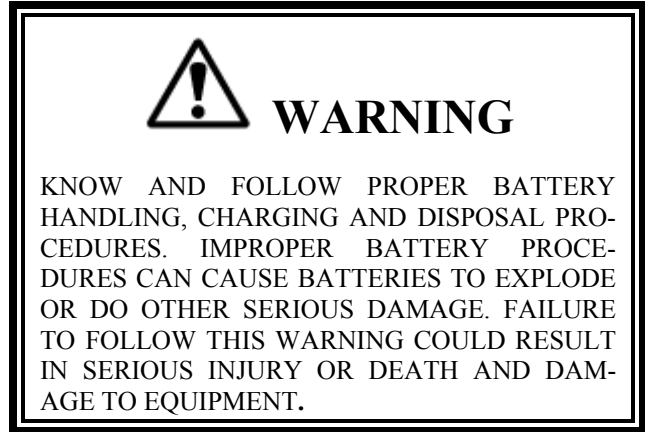 WARNING
KNOW AND FOLLOW PROPER BATTERY
HANDLING, CHARGING AND DISPOSAL PRO-
CEDURES. IMPROPER BATTERY PROCE-
DURES CAN CAUSE BATTERIES TO EXPLODE
OR DO OTHER SERIOUS DAMAGE. FAILURE
TO FOLLOW THIS WARNING COULD RESULT
IN SERIOUS INJURY OR DEATH AND DAM-
AGE TO EQUIPMENT.